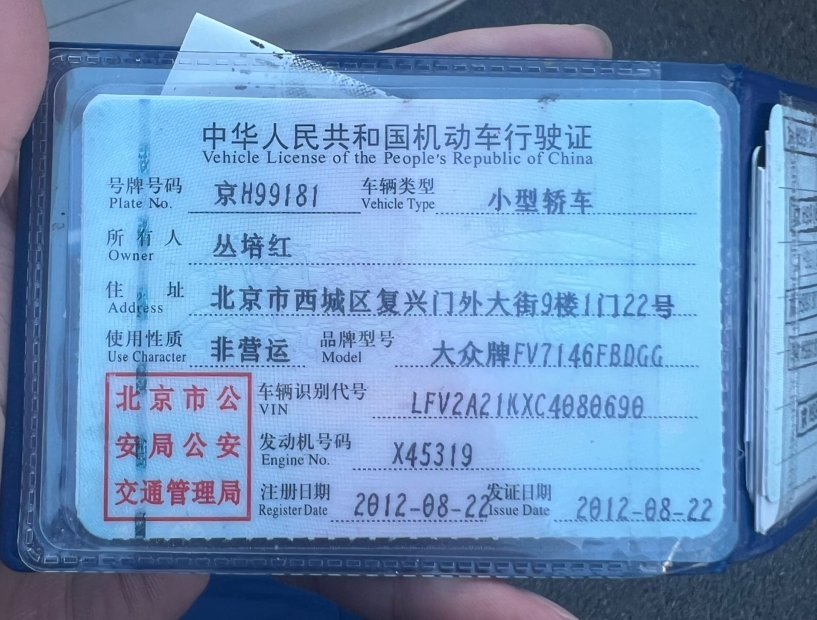 中华人民共和国机动车行驶证
Vehicle License of the People's Republic of China
号牌号码 京H99181 车辆类型 小型轿车
Plate No. Vehicle Type
所有人 丛培红
Owner
住址 北京市西城区复兴门外大街9楼1门22号
Address
使用性质 非营运 品牌型号 大众牌FV7146FBDGG
Use Character Model
北京市公安局公安交通管理局
车辆识别代号 LFV2A21KXC4080690
VIN
发动机号码 X45319
Engine No.
注册日期 2012-08-22 发证日期 2012-08-22
Register Date Issue Date